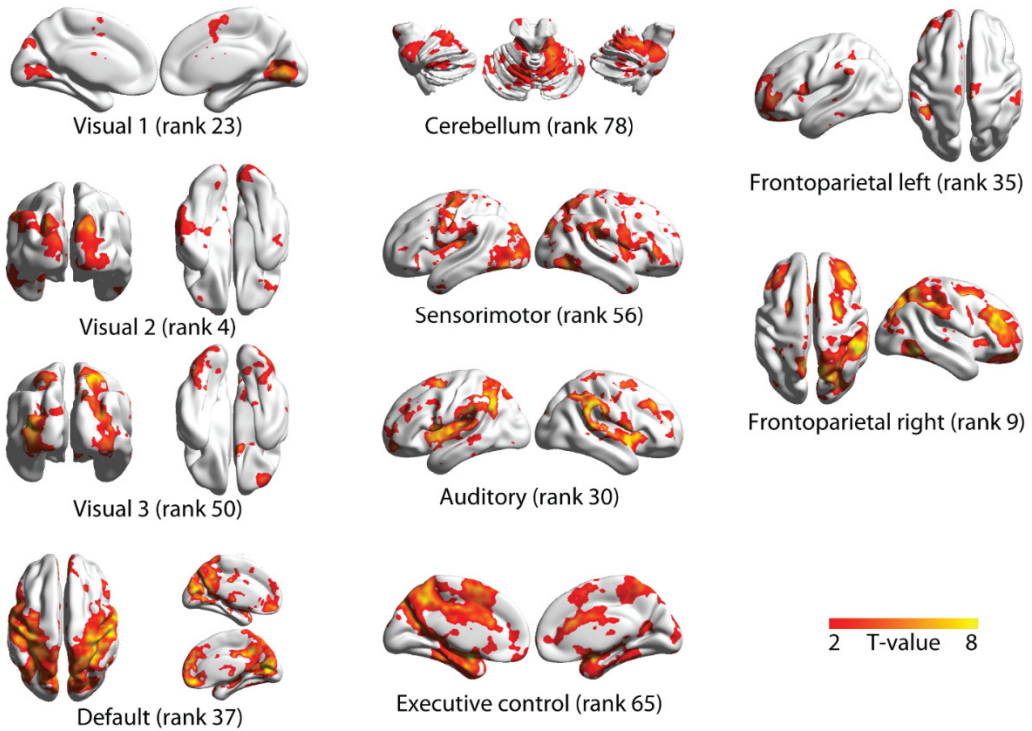 Visual 1 (rank 23)
Cerebellum (rank 78)
Frontoparietal left (rank 35)
Visual 2 (rank 4)
Sensorimotor (rank 56)
Frontoparietal right (rank 9)
Visual 3 (rank 50)
Auditory (rank 30)
Default (rank 37)
Executive control (rank 65)
2 T-value 8